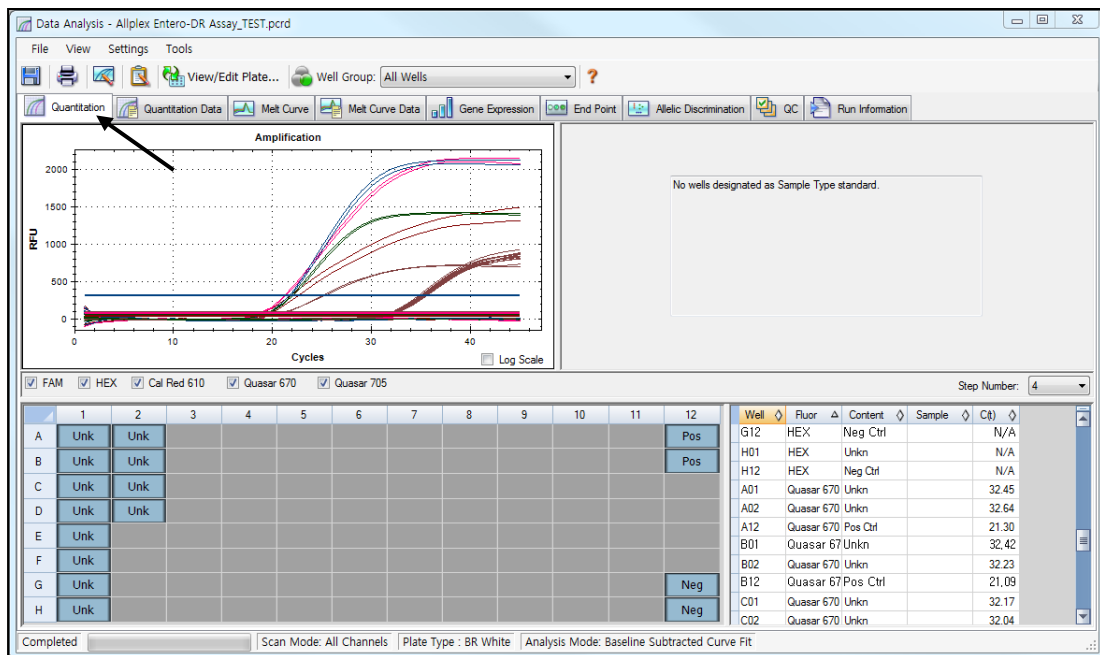 Data Analysis - Allplex Entero-DR Assay_TEST.pcrd
File View Settings Tools
View/Edit Plate... Well Group: All Wells ?
Quantitation Quantitation Data Melt Curve Melt Curve Data Gene Expression End Point Allelic Discrimination QC Run Information
Amplification
2000
1500
1000
500
0
RFU
0 10 20 30 40
Cycles
Log Scale
No wells designated as Sample Type standard.
FAM HEX Cal Red 610 Quasar 670 Quasar 705 Step Number: 4
1 2 3 4 5 6 7 8 9 10 11 12
A Unk Unk Pos
B Unk Unk Pos
C Unk Unk
D Unk Unk
E Unk
F Unk
G Unk Neg
H Unk Neg
Well Fluor Content Sample C(t)
G12 HEX Neg Ctrl N/A
H01 HEX Unkn N/A
H12 HEX Neg Ctrl N/A
A01 Quasar 670 Unkn 32.45
A02 Quasar 670 Unkn 32.64
A12 Quasar 670 Pos Ctrl 21.30
B01 Quasar 67 Unkn 32,42
B02 Quasar 670 Unkn 32.23
B12 Quasar 67 Pos Ctrl 21,09
C01 Quasar 670 Unkn 32.17
C02 Quasar 670 Unkn 32.04
Completed Scan Mode: All Channels Plate Type : BR White Analysis Mode: Baseline Subtracted Curve Fit